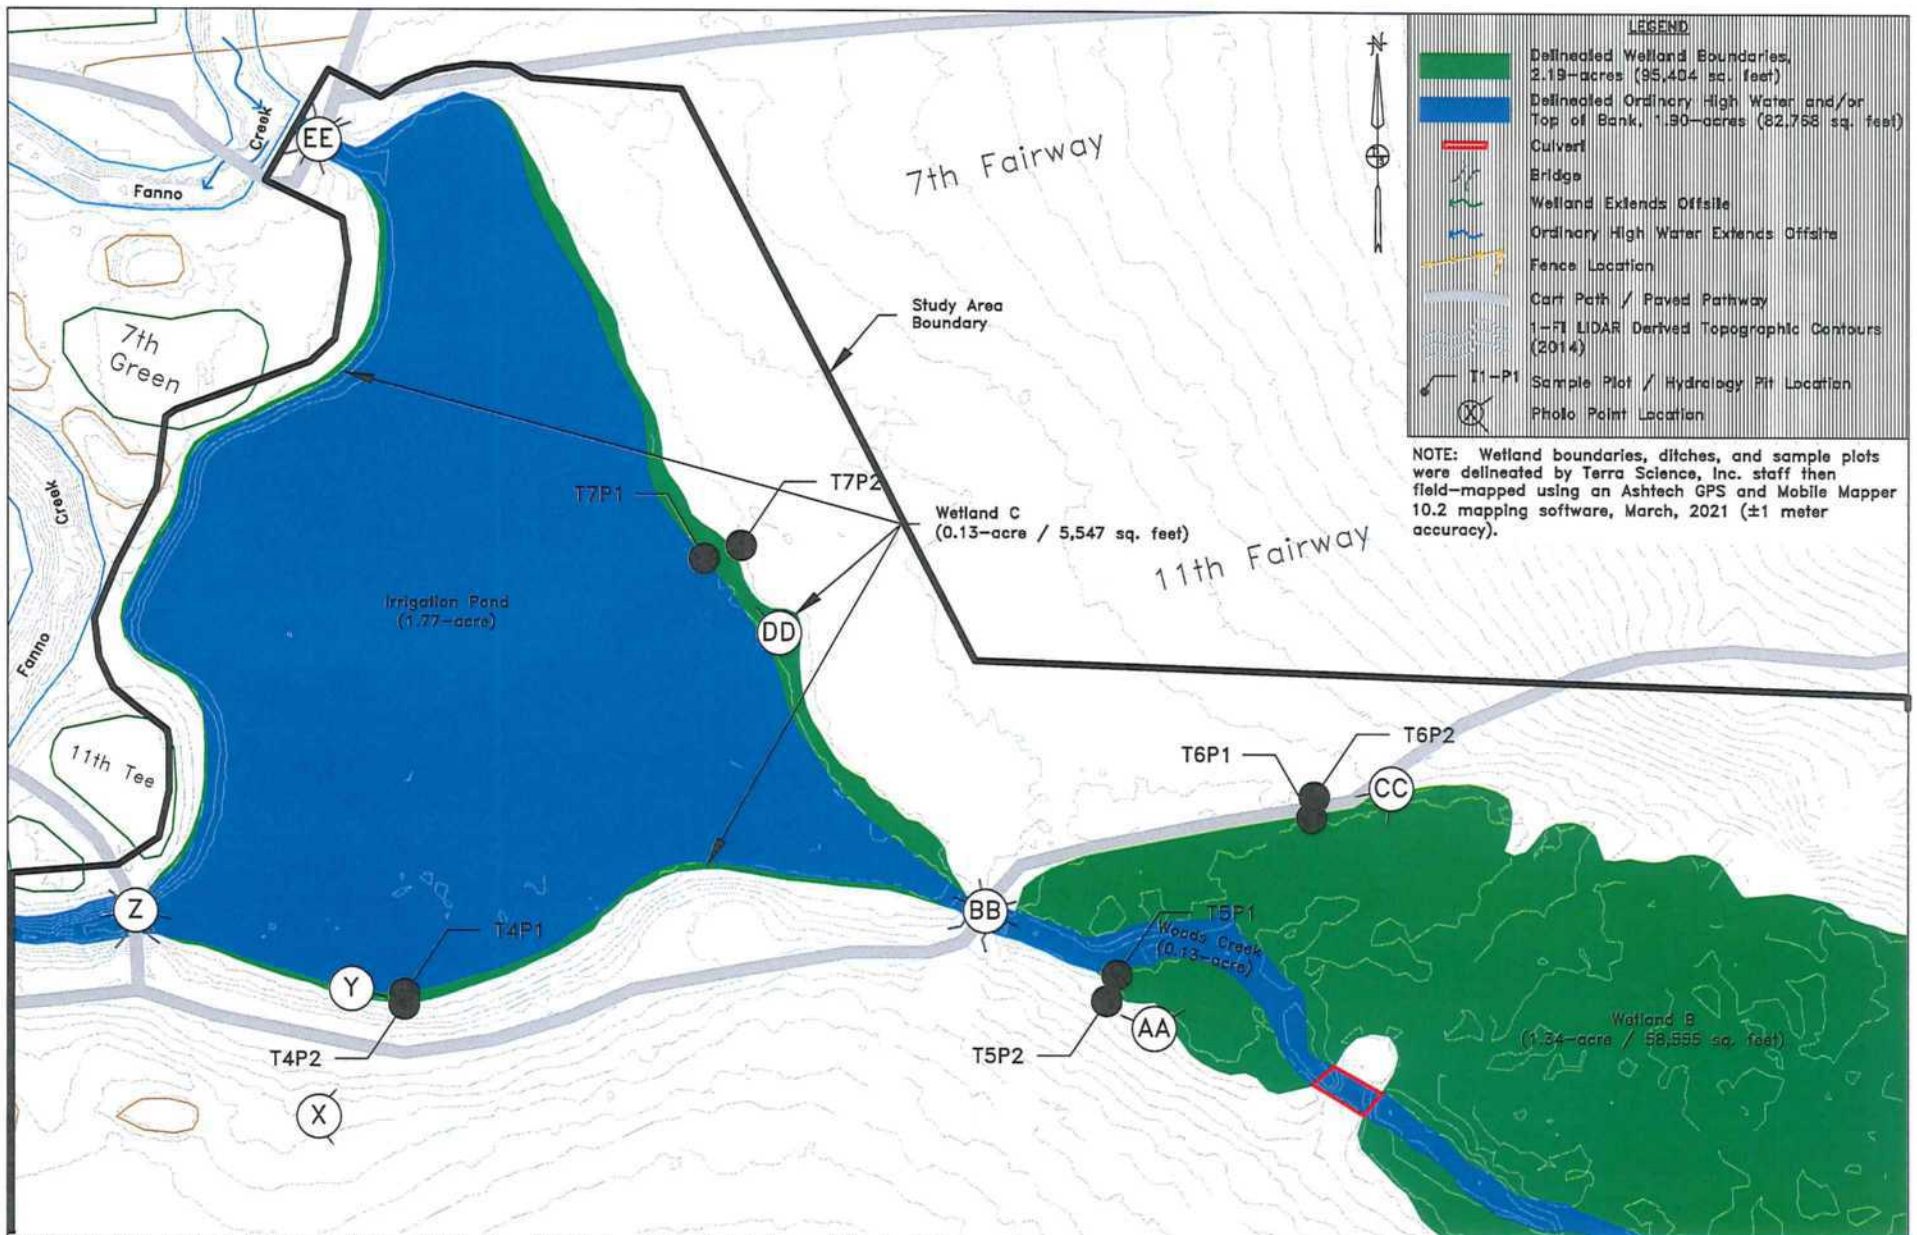 LEGEND
Delineated Wetland Boundaries,
2.19-acres (95,404 sq. feet)
Delineated Ordinary High Water and/or
Top of Bank, 1.90-acres (82,768 sq. feet)
Culvert
Bridge
Wetland Extends Offsite
Ordinary High Water Extends Offsite
Fence Location
Cart Path / Paved Pathway
1-Ft LIDAR Derived Topographic Contours
(2014)
T1-P1
Sample Plot / Hydrology Pit Location
X
Photo Point Location
NOTE: Wetland boundaries, ditches, and sample plots
were delineated by Terra Science, Inc. staff then
field-mapped using an Ashtech GPS and Mobile Mapper
10.2 mapping software, March, 2021 (±1 meter
accuracy).
N
EE
Creek
Fanno
7th Fairway
Study Area
Boundary
7th
Green
T7P1
T7P2
Wetland C
(0.13-acre / 5,547 sq. feet)
11th Fairway
Creek
Fanno
Irrigation Pond
(1.77-acre)
DD
11th Tee
T6P1
T6P2
CC
Z
BB
T4P1
Y
T4P2
X
T5P1
Woods Creek
(0.13-acre)
T5P2
AA
Wetland B
(1.34-acre / 58,555 sq. feet)